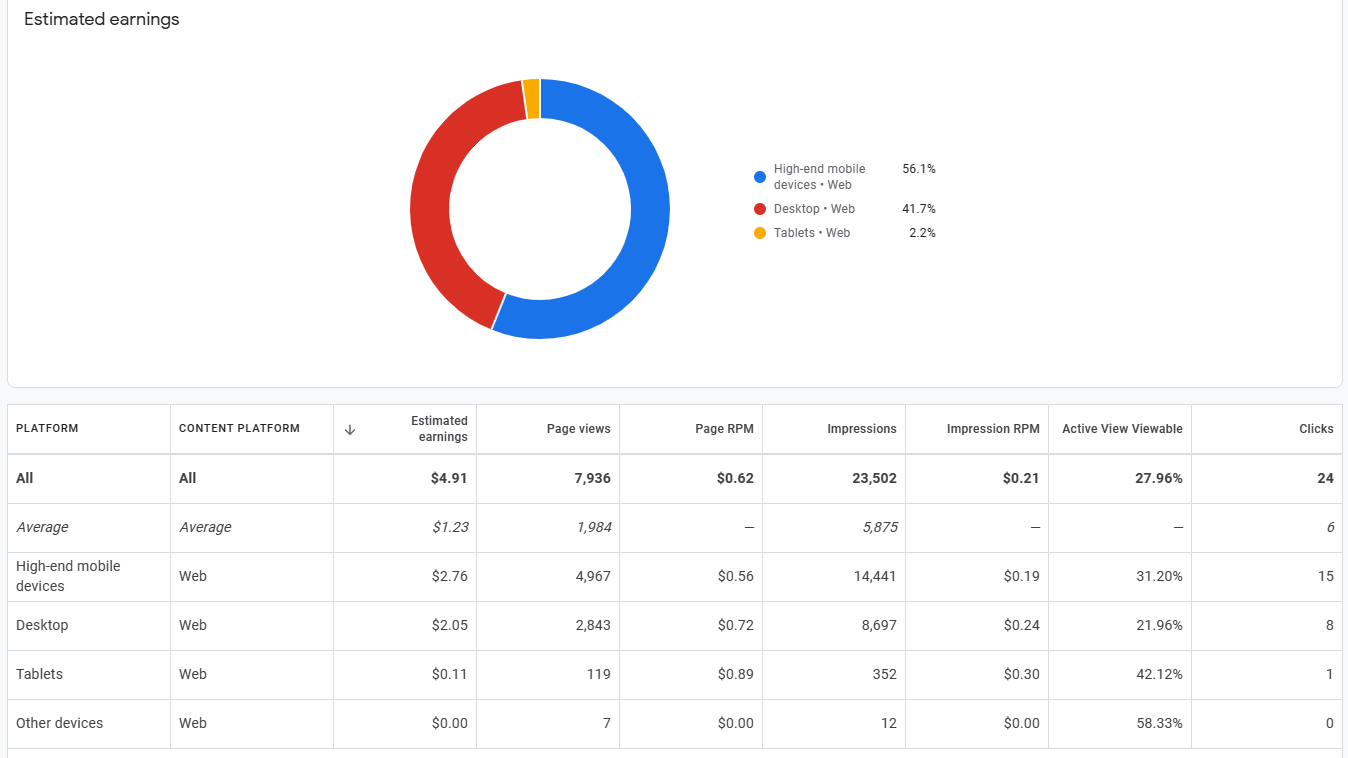 Estimated earnings
High-end mobile
devices • Web
56.1%
Desktop • Web 41.7%
Tablets • Web 2.2%
PLATFORM CONTENT PLATFORM Estimated earnings Page views Page RPM Impressions Impression RPM Active View Viewable Clicks
All All $4.91 7,936 $0.62 23,502 $0.21 27.96% 24
Average Average $1.23 1,984 — 5,875 — — 6
High-end mobile devices Web $2.76 4,967 $0.56 14,441 $0.19 31.20% 15
Desktop Web $2.05 2,843 $0.72 8,697 $0.24 21.96% 8
Tablets Web $0.11 119 $0.89 352 $0.30 42.12% 1
Other devices Web $0.00 7 $0.00 12 $0.00 58.33% 0